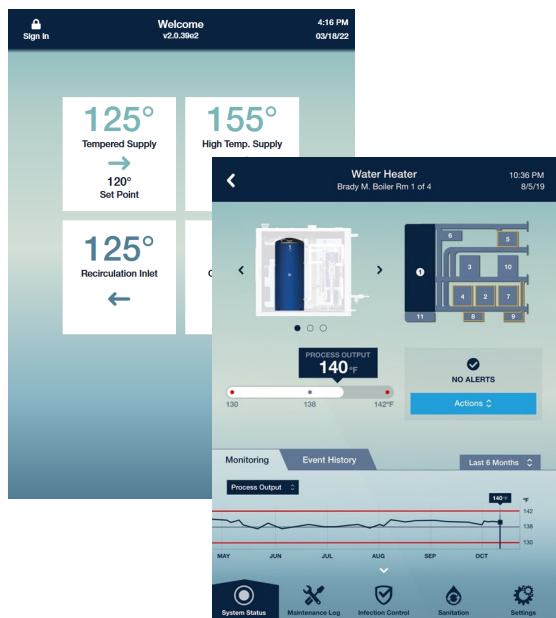 Sign In
Welcome
v2.0.39e2
4:16 PM
03/18/22
125°
Tempered Supply
120°
Set Point
155°
High Temp. Supply
125°
Recirculation Inlet
Water Heater
Brady M. Boiler Rm 1 of 4
10:36 PM
8/5/19
1
6
5
3
10
4
2
7
11
8
9
PROCESS OUTPUT
140 °F
130
138
142°F
NO ALERTS
Actions
Monitoring
Event History
Last 6 Months
Process Output
140°F
°F
142
138
130
MAY
JUN
JUL
AUG
SEP
OCT
System Status
Maintenance Log
Infection Control
Sanitation
Settings